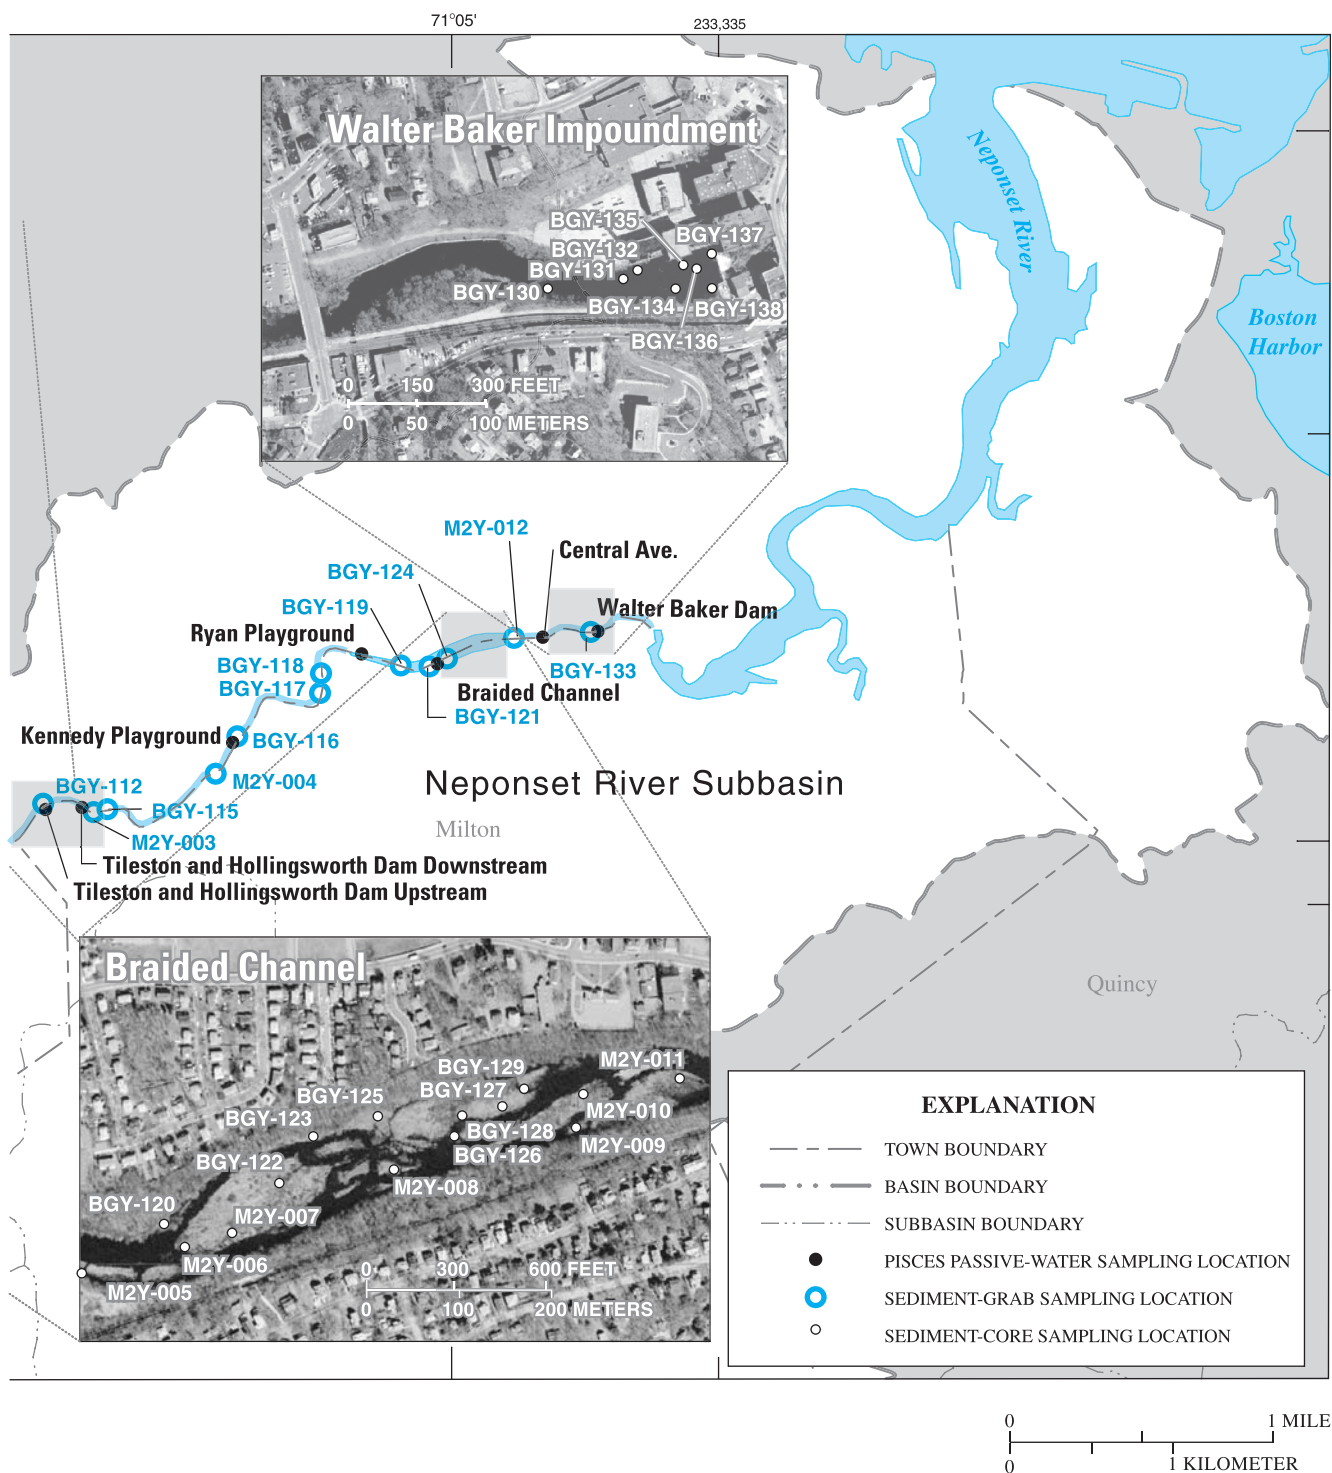 71°05'
233,335
Walter Baker Impoundment
BGY-135
BGY-137
BGY-132
BGY-131
BGY-130
BGY-134
BGY-138
BGY-136
0 150 300 FEET
0 50 100 METERS
Neponset River
Boston
Harbor
M2Y-012
Central Ave.
BGY-124
BGY-119
Walter Baker Dam
Ryan Playground
BGY-118
BGY-133
BGY-117
Braided Channel
BGY-121
Kennedy Playground
BGY-116
M2Y-004
Neponset River Subbasin
BGY-112
BGY-115
Milton
M2Y-003
Tileston and Hollingsworth Dam Downstream
Tileston and Hollingsworth Dam Upstream
Braided Channel
Quincy
M2Y-011
BGY-129
BGY-127
BGY-125
M2Y-010
BGY-123
BGY-128
M2Y-009
BGY-126
BGY-122
M2Y-008
BGY-120
M2Y-007
M2Y-006
M2Y-005
0 300 600 FEET
0 100 200 METERS
EXPLANATION
TOWN BOUNDARY
BASIN BOUNDARY
SUBBASIN BOUNDARY
PISCES PASSIVE-WATER SAMPLING LOCATION
SEDIMENT-GRAB SAMPLING LOCATION
SEDIMENT-CORE SAMPLING LOCATION
0 1 MILE
0 1 KILOMETER